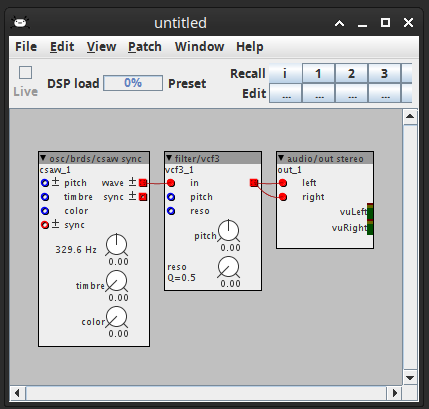 untitled
File Edit View Patch Window Help
Live DSP load 0% Preset Recall i 1 2 3
Edit ... ... ... ...
osc/brds/csaw sync
csaw_1
± pitch wave ±
timbre sync ±
color
± sync
329.6 Hz 0.00
timbre 0.00
color 0.00
filter/vcf3
vcf3_1
in
pitch
reso
pitch 0.00
reso
Q=0.5 0.00
audio/out stereo
out_1
left
right
vuLeft
vuRight